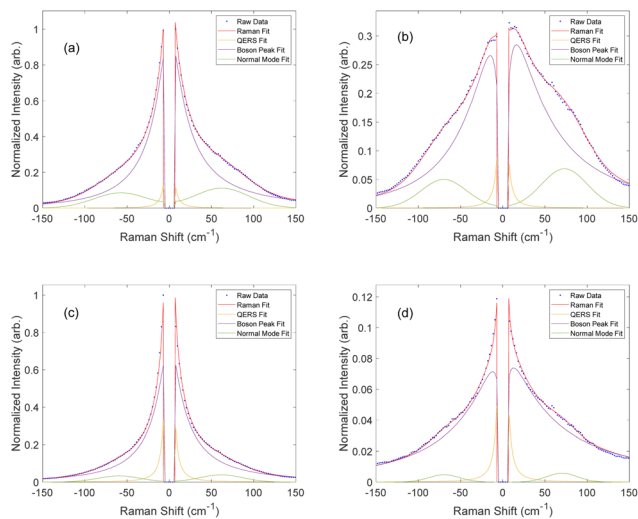 (a)
Raw Data
Raman Fit
QERS Fit
Boson Peak Fit
Normal Mode Fit
Normalized Intensity (arb.)
1
0.8
0.6
0.4
0.2
0
-150 -100 -50 0 50 100 150
Raman Shift (cm-1)
(b)
Raw Data
Raman Fit
QERS Fit
Boson Peak Fit
Normal Mode Fit
Normalized Intensity (arb.)
0.3
0.25
0.2
0.15
0.1
0.05
0
-150 -100 -50 0 50 100 150
Raman Shift (cm-1)
(c)
Raw Data
Raman Fit
QERS Fit
Boson Peak Fit
Normal Mode Fit
Normalized Intensity (arb.)
1
0.8
0.6
0.4
0.2
0
-150 -100 -50 0 50 100 150
Raman Shift (cm-1)
(d)
Raw Data
Raman Fit
QERS Fit
Boson Peak Fit
Normal Mode Fit
Normalized Intensity (arb.)
0.12
0.1
0.08
0.06
0.04
0.02
0
-150 -100 -50 0 50 100 150
Raman Shift (cm-1)